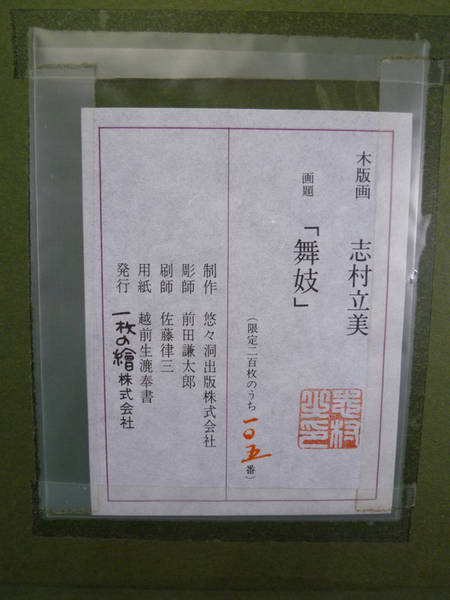 木版画 志村立美
画題 「舞妓」
(限定二百枚のうち 一〇五 番)
制作 悠々洞出版株式会社
彫師 前田謙太郎
刷師 佐藤律三
用紙 越前生漉奉書
発行 一枚の繪株式会社